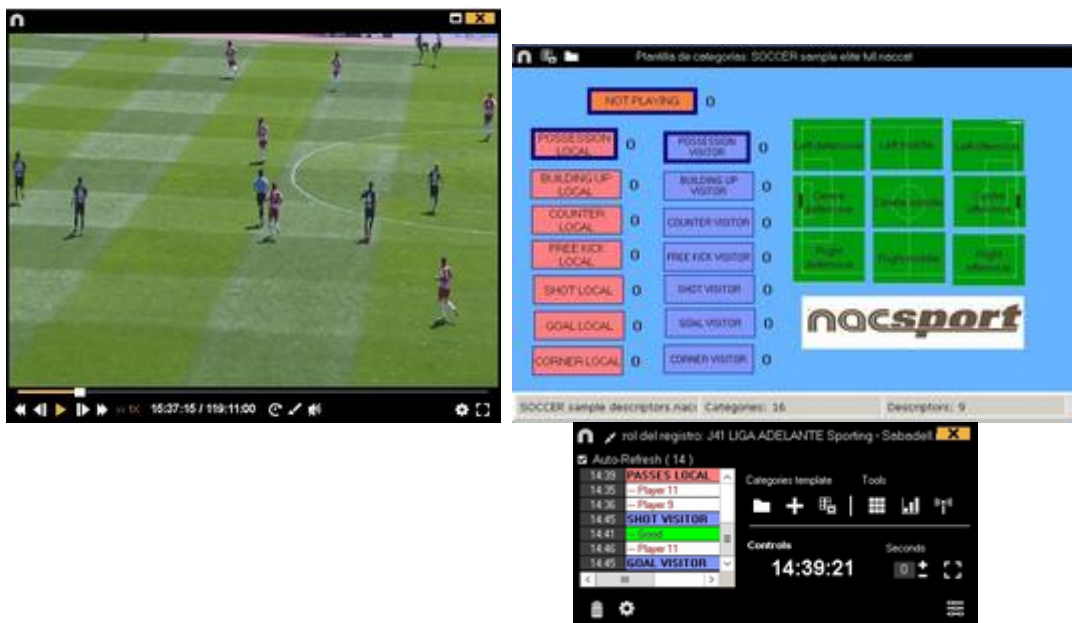 15:37:15 / 119:11:00
Plantilla de categorias: SOCCER sample elite full.naccat
NOT PLAYING 0
POSSESSION LOCAL 0
POSSESSION VISITOR 0
BUILDING UP LOCAL 0
BUILDING UP VISITOR 0
COUNTER LOCAL 0
COUNTER VISITOR 0
FREE KICK LOCAL 0
FREE KICK VISITOR 0
SHOT LOCAL 0
SHOT VISITOR 0
GOAL LOCAL 0
GOAL VISITOR 0
CORNER LOCAL 0
CORNER VISITOR 0
Left defensive Left middle Left offensive
Centre defensive Centre middle Centre offensive
Right defensive Right middle Right offensive
nacsport
SOCCER sample descriptors.nac Categories: 16 Descriptors: 9
rol del registro: J41 LIGA ADELANTE Sporting - Sabadell
Auto-Refresh ( 14 )
14:39 PASSES LOCAL
14:35 -- Player 11
14:36 -- Player 9
14:45 SHOT VISITOR
14:41 -- Good
14:46 -- Player 11
14:45 GOAL VISITOR
Categories template Tools
Controls Seconds
14:39:21 0